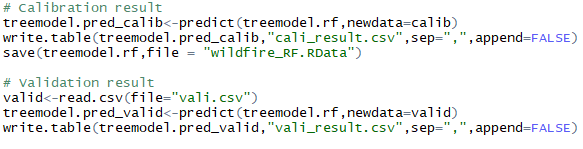 # Calibration result
treemodel.pred_calib<-predict(treemodel.rf,newdata=calib)
write.table(treemodel.pred_calib,"cali_result.csv",sep=",",append=FALSE)
save(treemodel.rf,file = "wildfire_RF.RData")

# Validation result
valid<-read.csv(file="vali.csv")
treemodel.pred_valid<-predict(treemodel.rf,newdata=valid)
write.table(treemodel.pred_valid,"vali_result.csv",sep=",",append=FALSE)